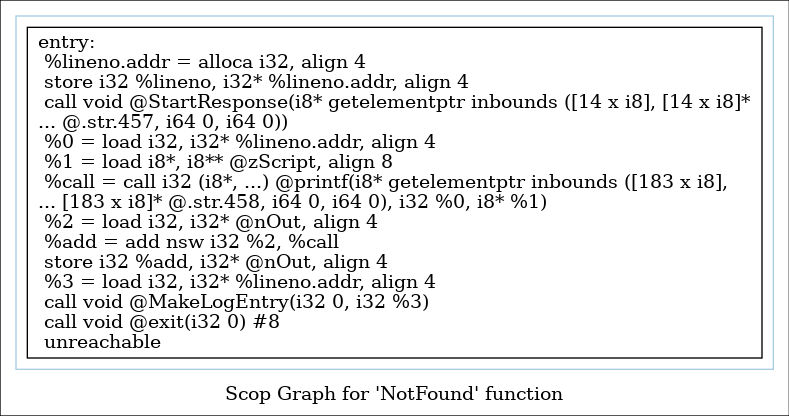 entry:
%lineno.addr = alloca i32, align 4
store i32 %lineno, i32* %lineno.addr, align 4
call void @StartResponse(i8* getelementptr inbounds ([14 x i8], [14 x i8]*
... @.str.457, i64 0, i64 0))
%0 = load i32, i32* %lineno.addr, align 4
%1 = load i8*, i8** @zScript, align 8
%call = call i32 (i8*, ...) @printf(i8* getelementptr inbounds ([183 x i8],
... [183 x i8]* @.str.458, i64 0, i64 0), i32 %0, i8* %1)
%2 = load i32, i32* @nOut, align 4
%add = add nsw i32 %2, %call
store i32 %add, i32* @nOut, align 4
%3 = load i32, i32* %lineno.addr, align 4
call void @MakeLogEntry(i32 0, i32 %3)
call void @exit(i32 0) #8
unreachable
Scop Graph for 'NotFound' function